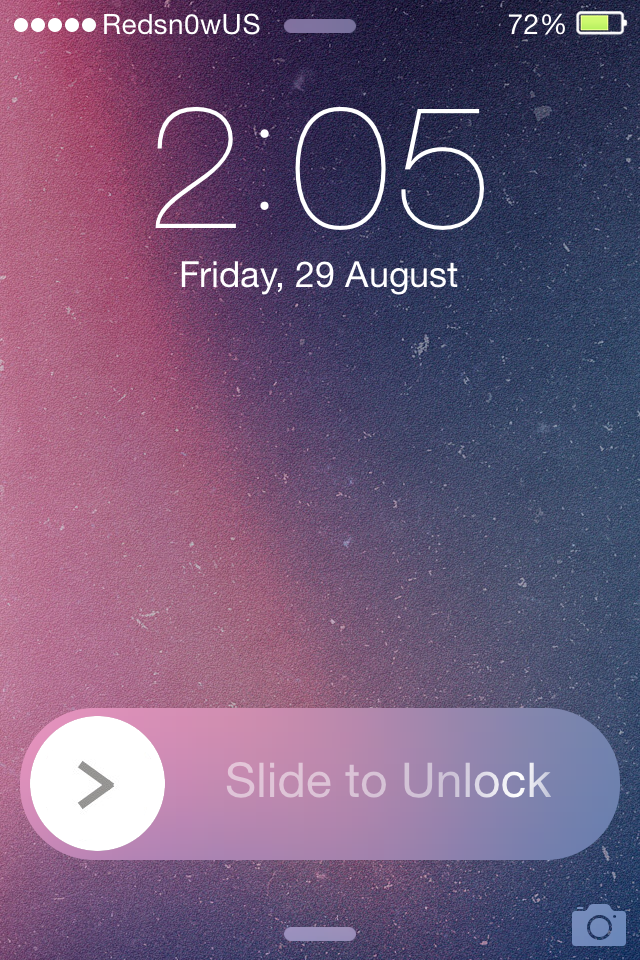 Redsn0wUS 72%
2:05
Friday, 29 August
Slide to Unlock